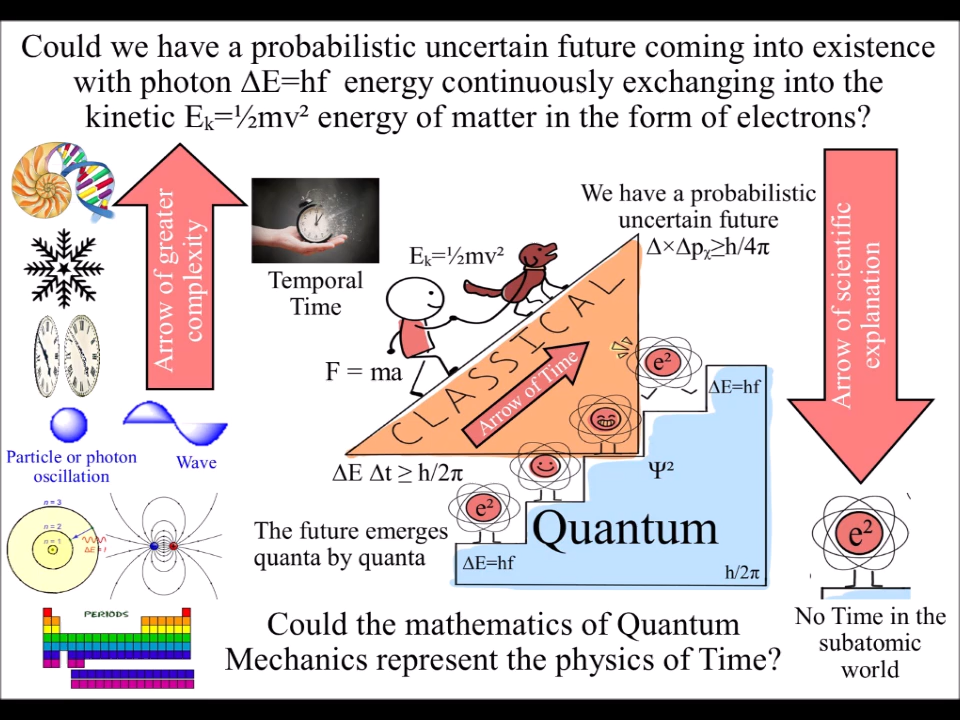 Could we have a probabilistic uncertain future coming into existence
with photon ΔE=hf energy continuously exchanging into the
kinetic Eₖ=½mv² energy of matter in the form of electrons?
Arrow of greater
complexity
Temporal
Time
Eₖ=½mv²
F = ma
We have a probabilistic
uncertain future
Δ×Δpᵪ≥h/4π
Arrow of scientific
explanation
CLASSICAL
Arrow of Time
e²
ΔE=hf
Particle or photon
oscillation
Wave
ΔE Δt ≥ h/2π
Ψ²
n = 3
n = 2
n = 1
The future emerges
quanta by quanta
e²
ΔE=hf
Quantum
h/2π
e²
No Time in the
subatomic
world
PERIODS
Could the mathematics of Quantum
Mechanics represent the physics of Time?